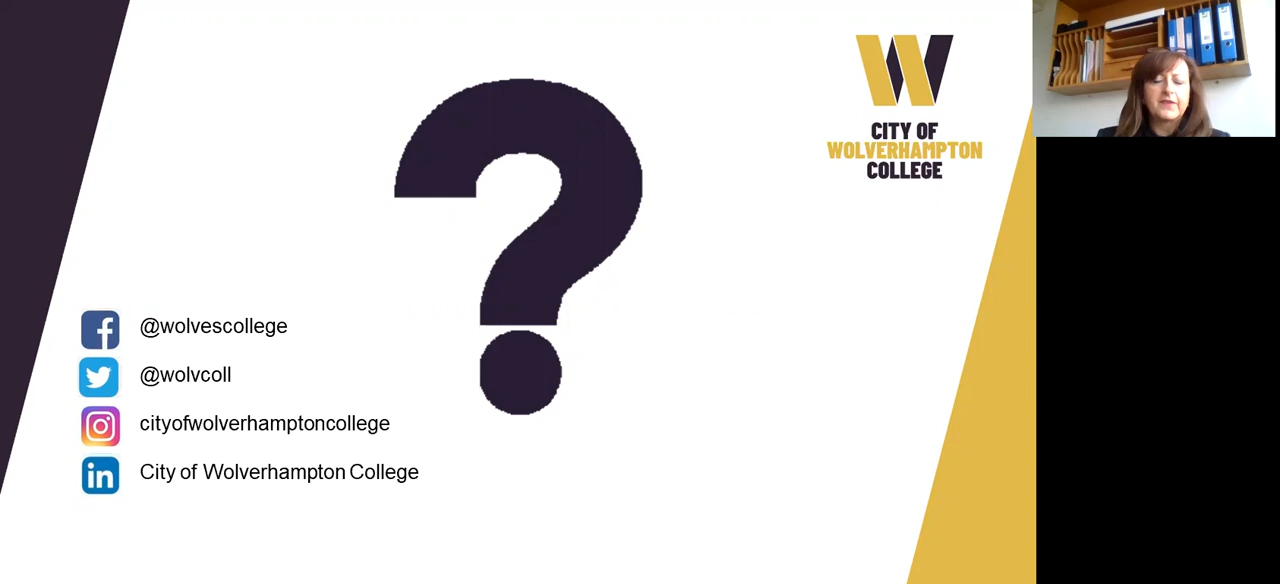 ?
CITY OF
WOLVERHAMPTON
COLLEGE
@wolvescollege
@wolvcoll
cityofwolverhamptoncollege
City of Wolverhampton College